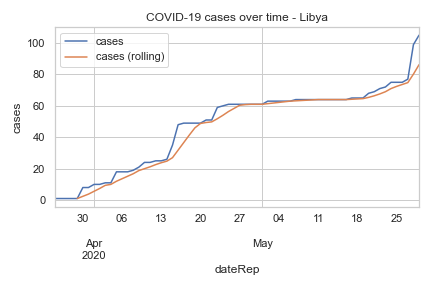 COVID-19 cases over time - Libya
cases
cases (rolling)
100
80
60
40
20
0
cases
30 06 13 20 27 04 11 18 25
Apr May
2020
dateRep